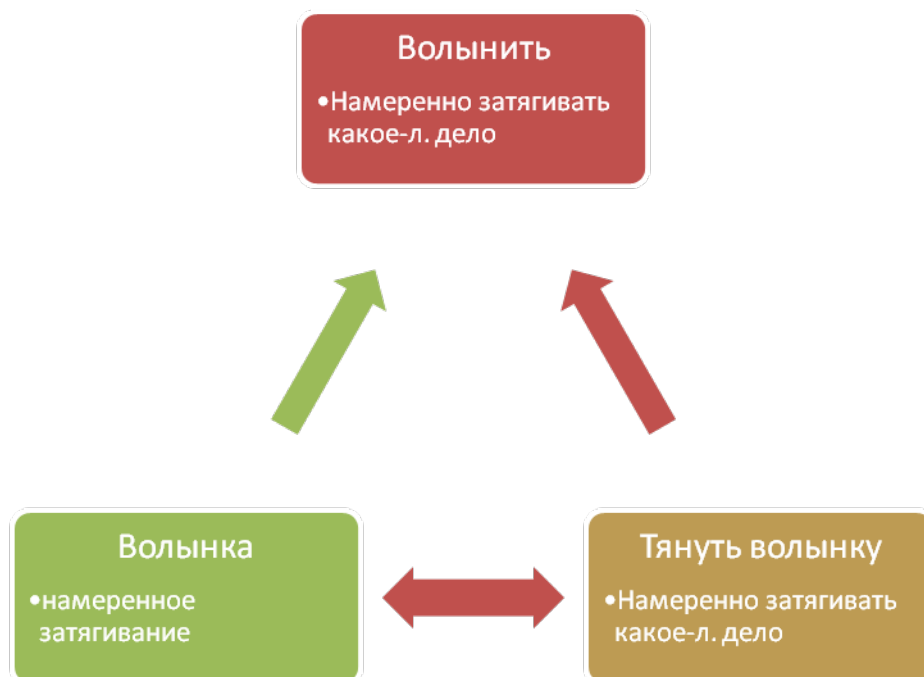 Волынить
•Намеренно затягивать
какое-л. дело
Волынка
•намеренное
затягивание
Тянуть волынку
•Намеренно затягивать
какое-л. дело